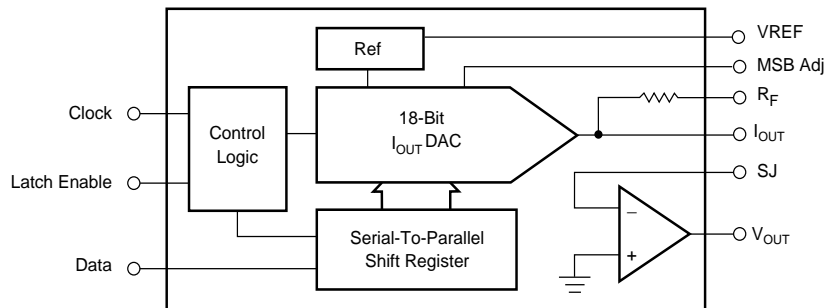 VREF
Ref
MSB Adj
RF
Clock
18-Bit
IOUT DAC
Control
Logic
IOUT
SJ
Latch Enable
–
+
VOUT
Serial-To-Parallel
Shift Register
Data